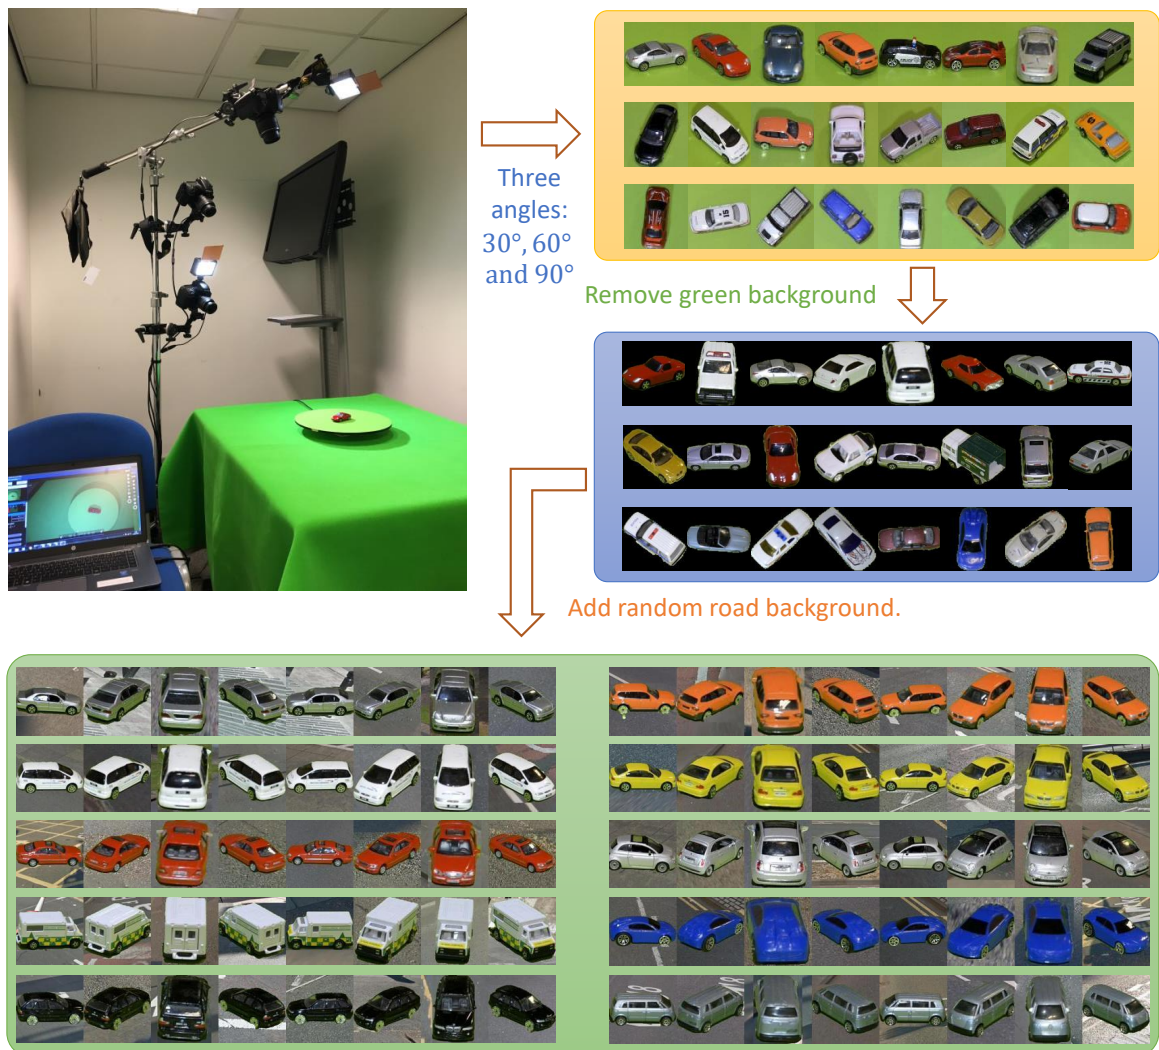 Three
angles:
30°, 60°
and 90°
Remove green background
Add random road background.